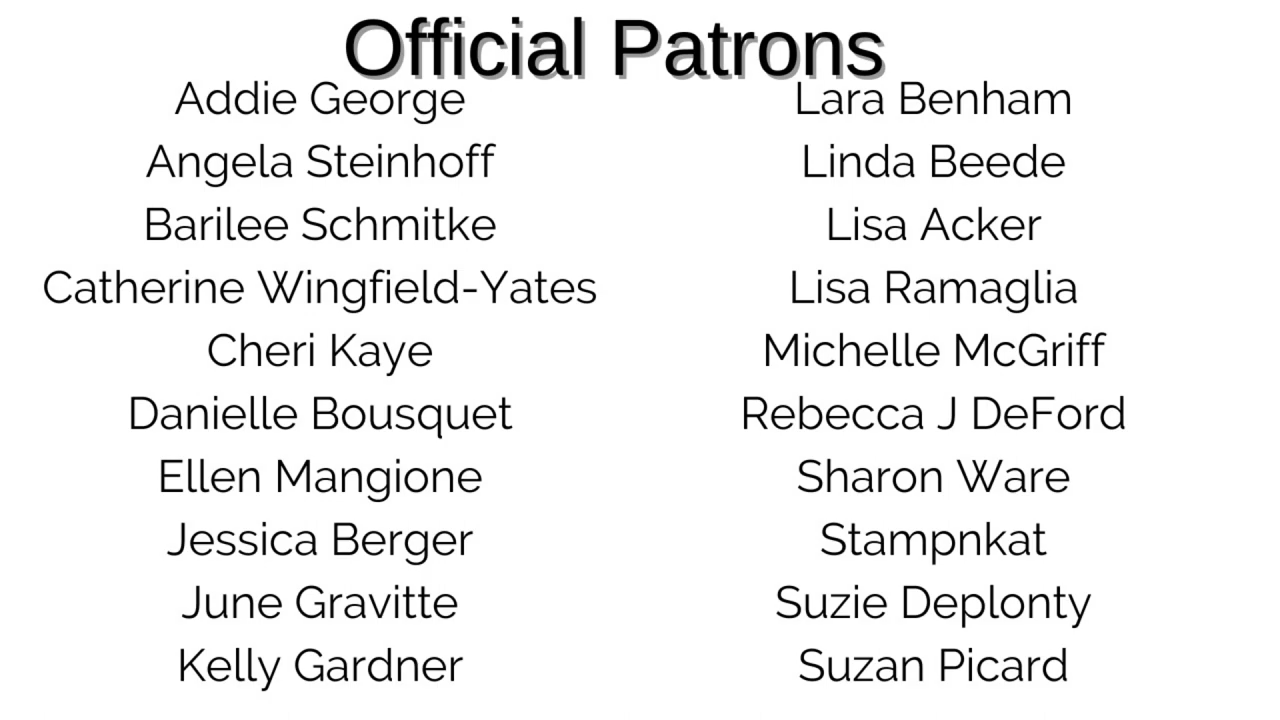 Official Patrons
Addie George
Angela Steinhoff
Barilee Schmitke
Catherine Wingfield-Yates
Cheri Kaye
Danielle Bousquet
Ellen Mangione
Jessica Berger
June Gravitte
Kelly Gardner
Lara Benham
Linda Beede
Lisa Acker
Lisa Ramaglia
Michelle McGriff
Rebecca J DeFord
Sharon Ware
Stampnkat
Suzie Deplonty
Suzan Picard